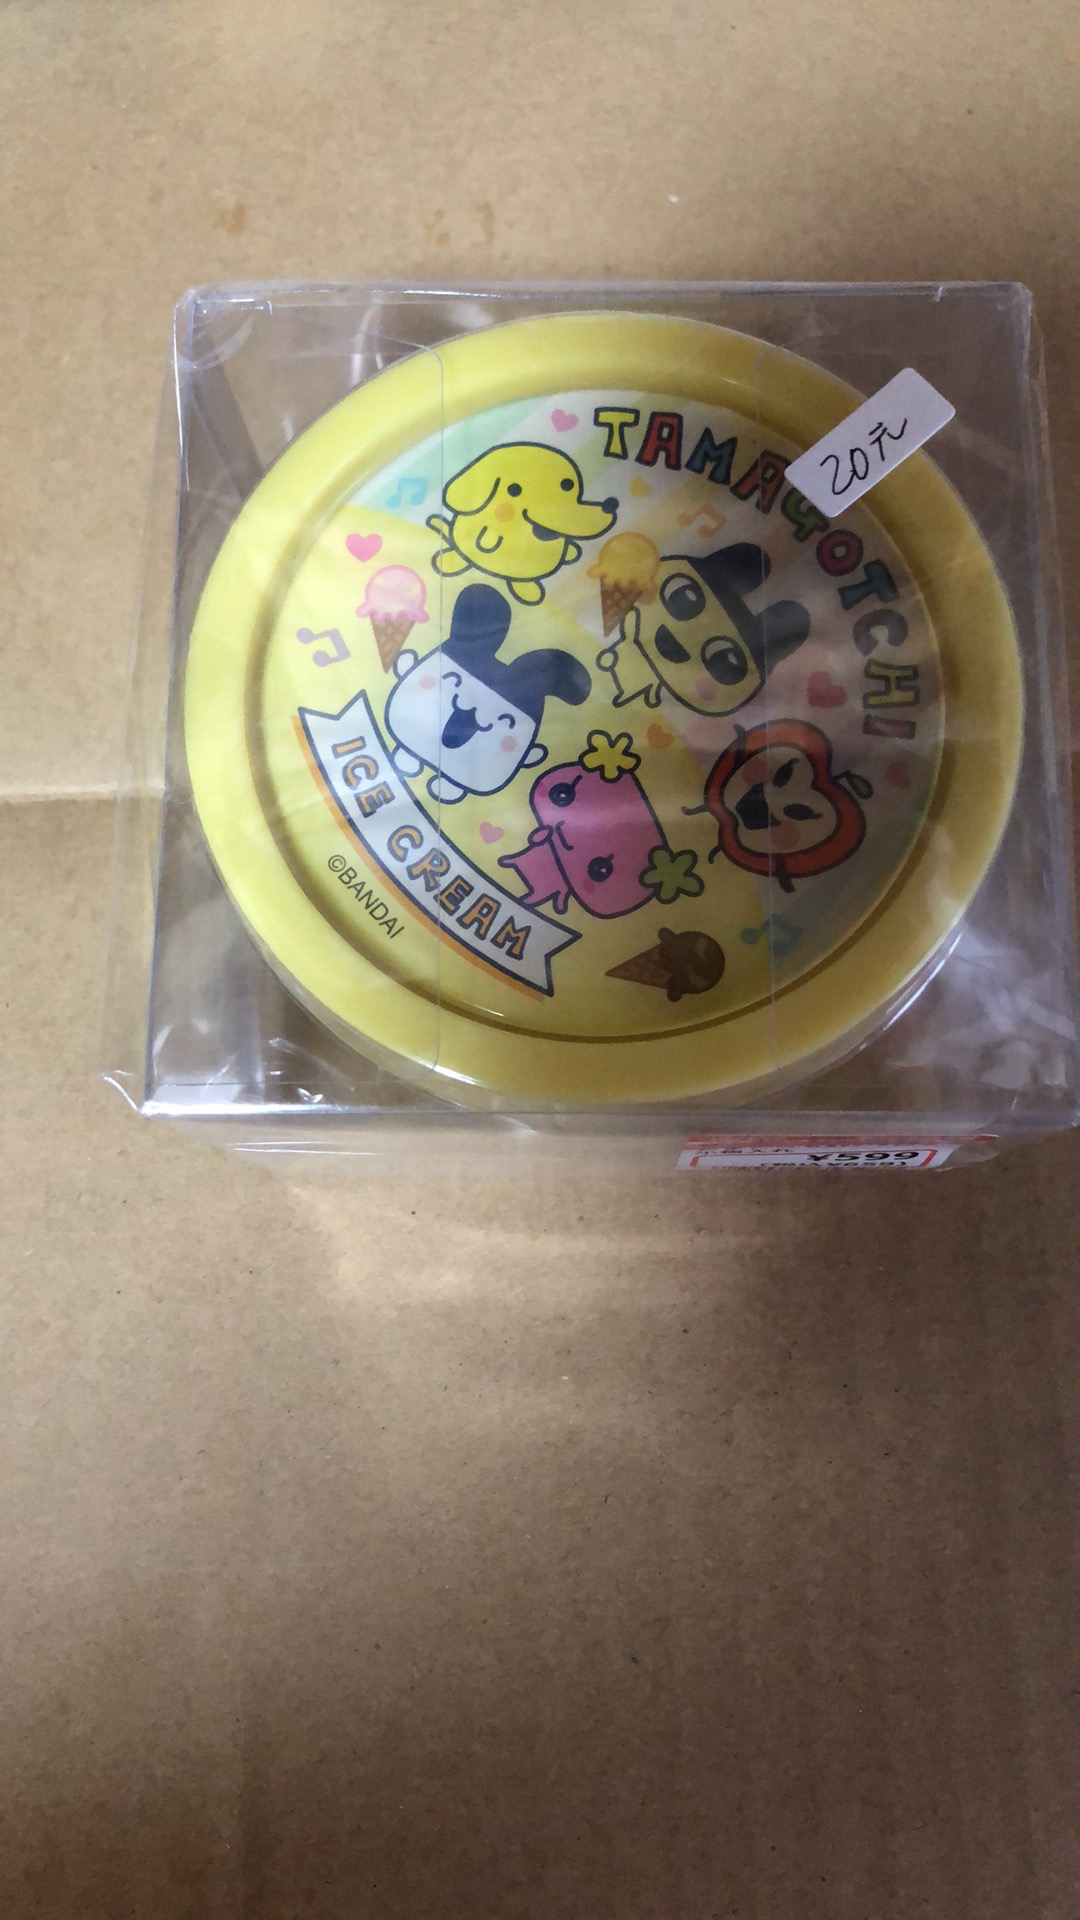 TAMAGOTCHI
20元
ICE CREAM
©BANDAI
¥599